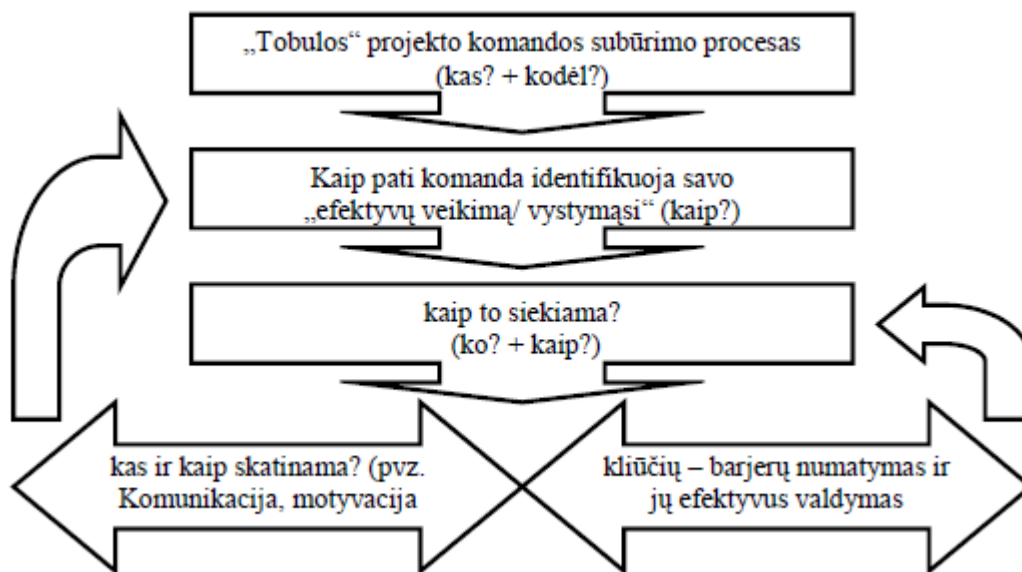 „Tobulos“ projekto komandos subūrimo procesas
(kas? + kodėl?)
Kaip pati komanda identifikuoja savo
„efektyvų veikimą/ vystymąsi“ (kaip?)
kaip to siekiama?
(ko? + kaip?)
kas ir kaip skatinama? (pvz.
Komunikacija, motyvacija
kliūčių – barjerų numatymas ir
jų efektyvus valdymas